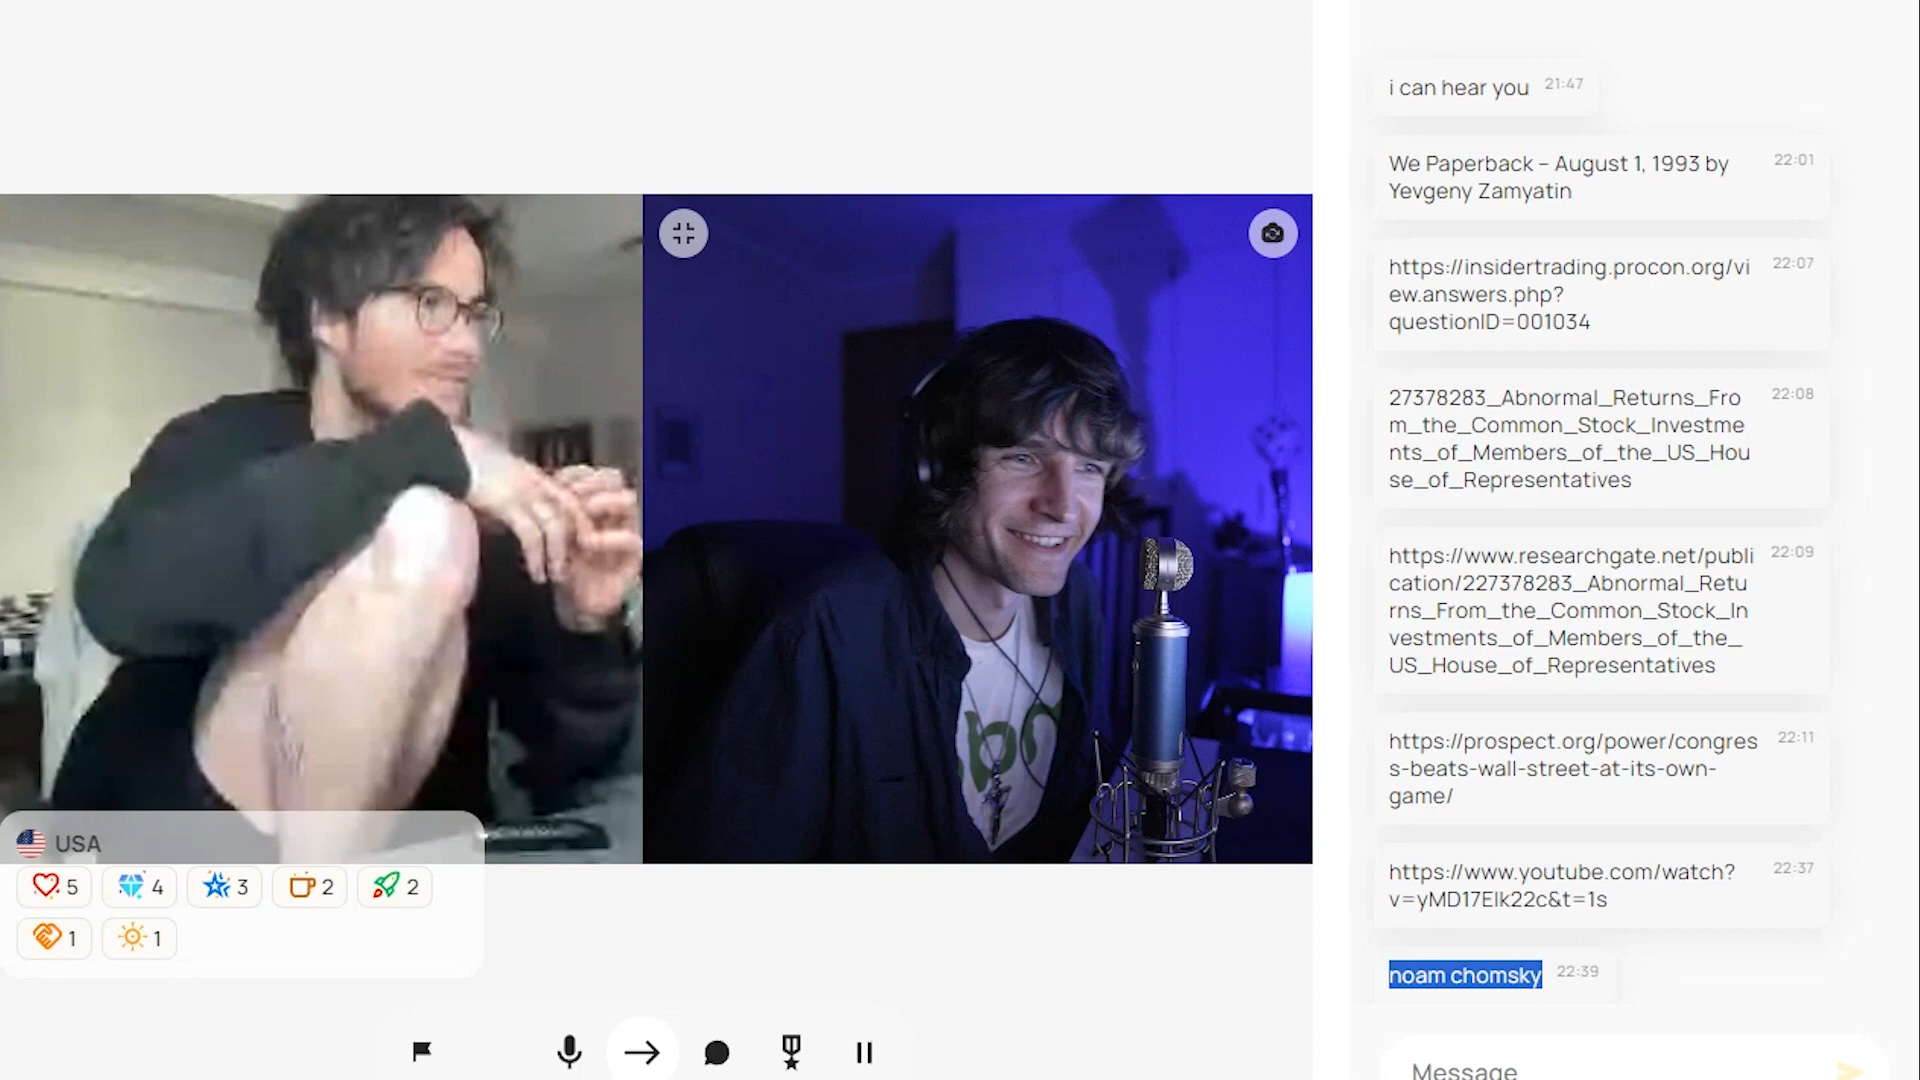 i can hear you 21:47
We Paperback – August 1, 1993 by 22:01
Yevgeny Zamyatin
https://insidertrading.procon.org/vi 22:07
ew.answers.php?
questionID=001034
27378283_Abnormal_Returns_Fro 22:08
m_the_Common_Stock_Investme
nts_of_Members_of_the_US_Hou
se_of_Representatives
https://www.researchgate.net/publi 22:09
cation/227378283_Abnormal_Retu
rns_From_the_Common_Stock_In
vestments_of_Members_of_the_
US_House_of_Representatives
https://prospect.org/power/congres 22:11
s-beats-wall-street-at-its-own-
game/
https://www.youtube.com/watch? 22:37
v=yMD17Elk22c&t=1s
noam chomsky 22:39
Message
USA
5 4 3 2 2
1 1